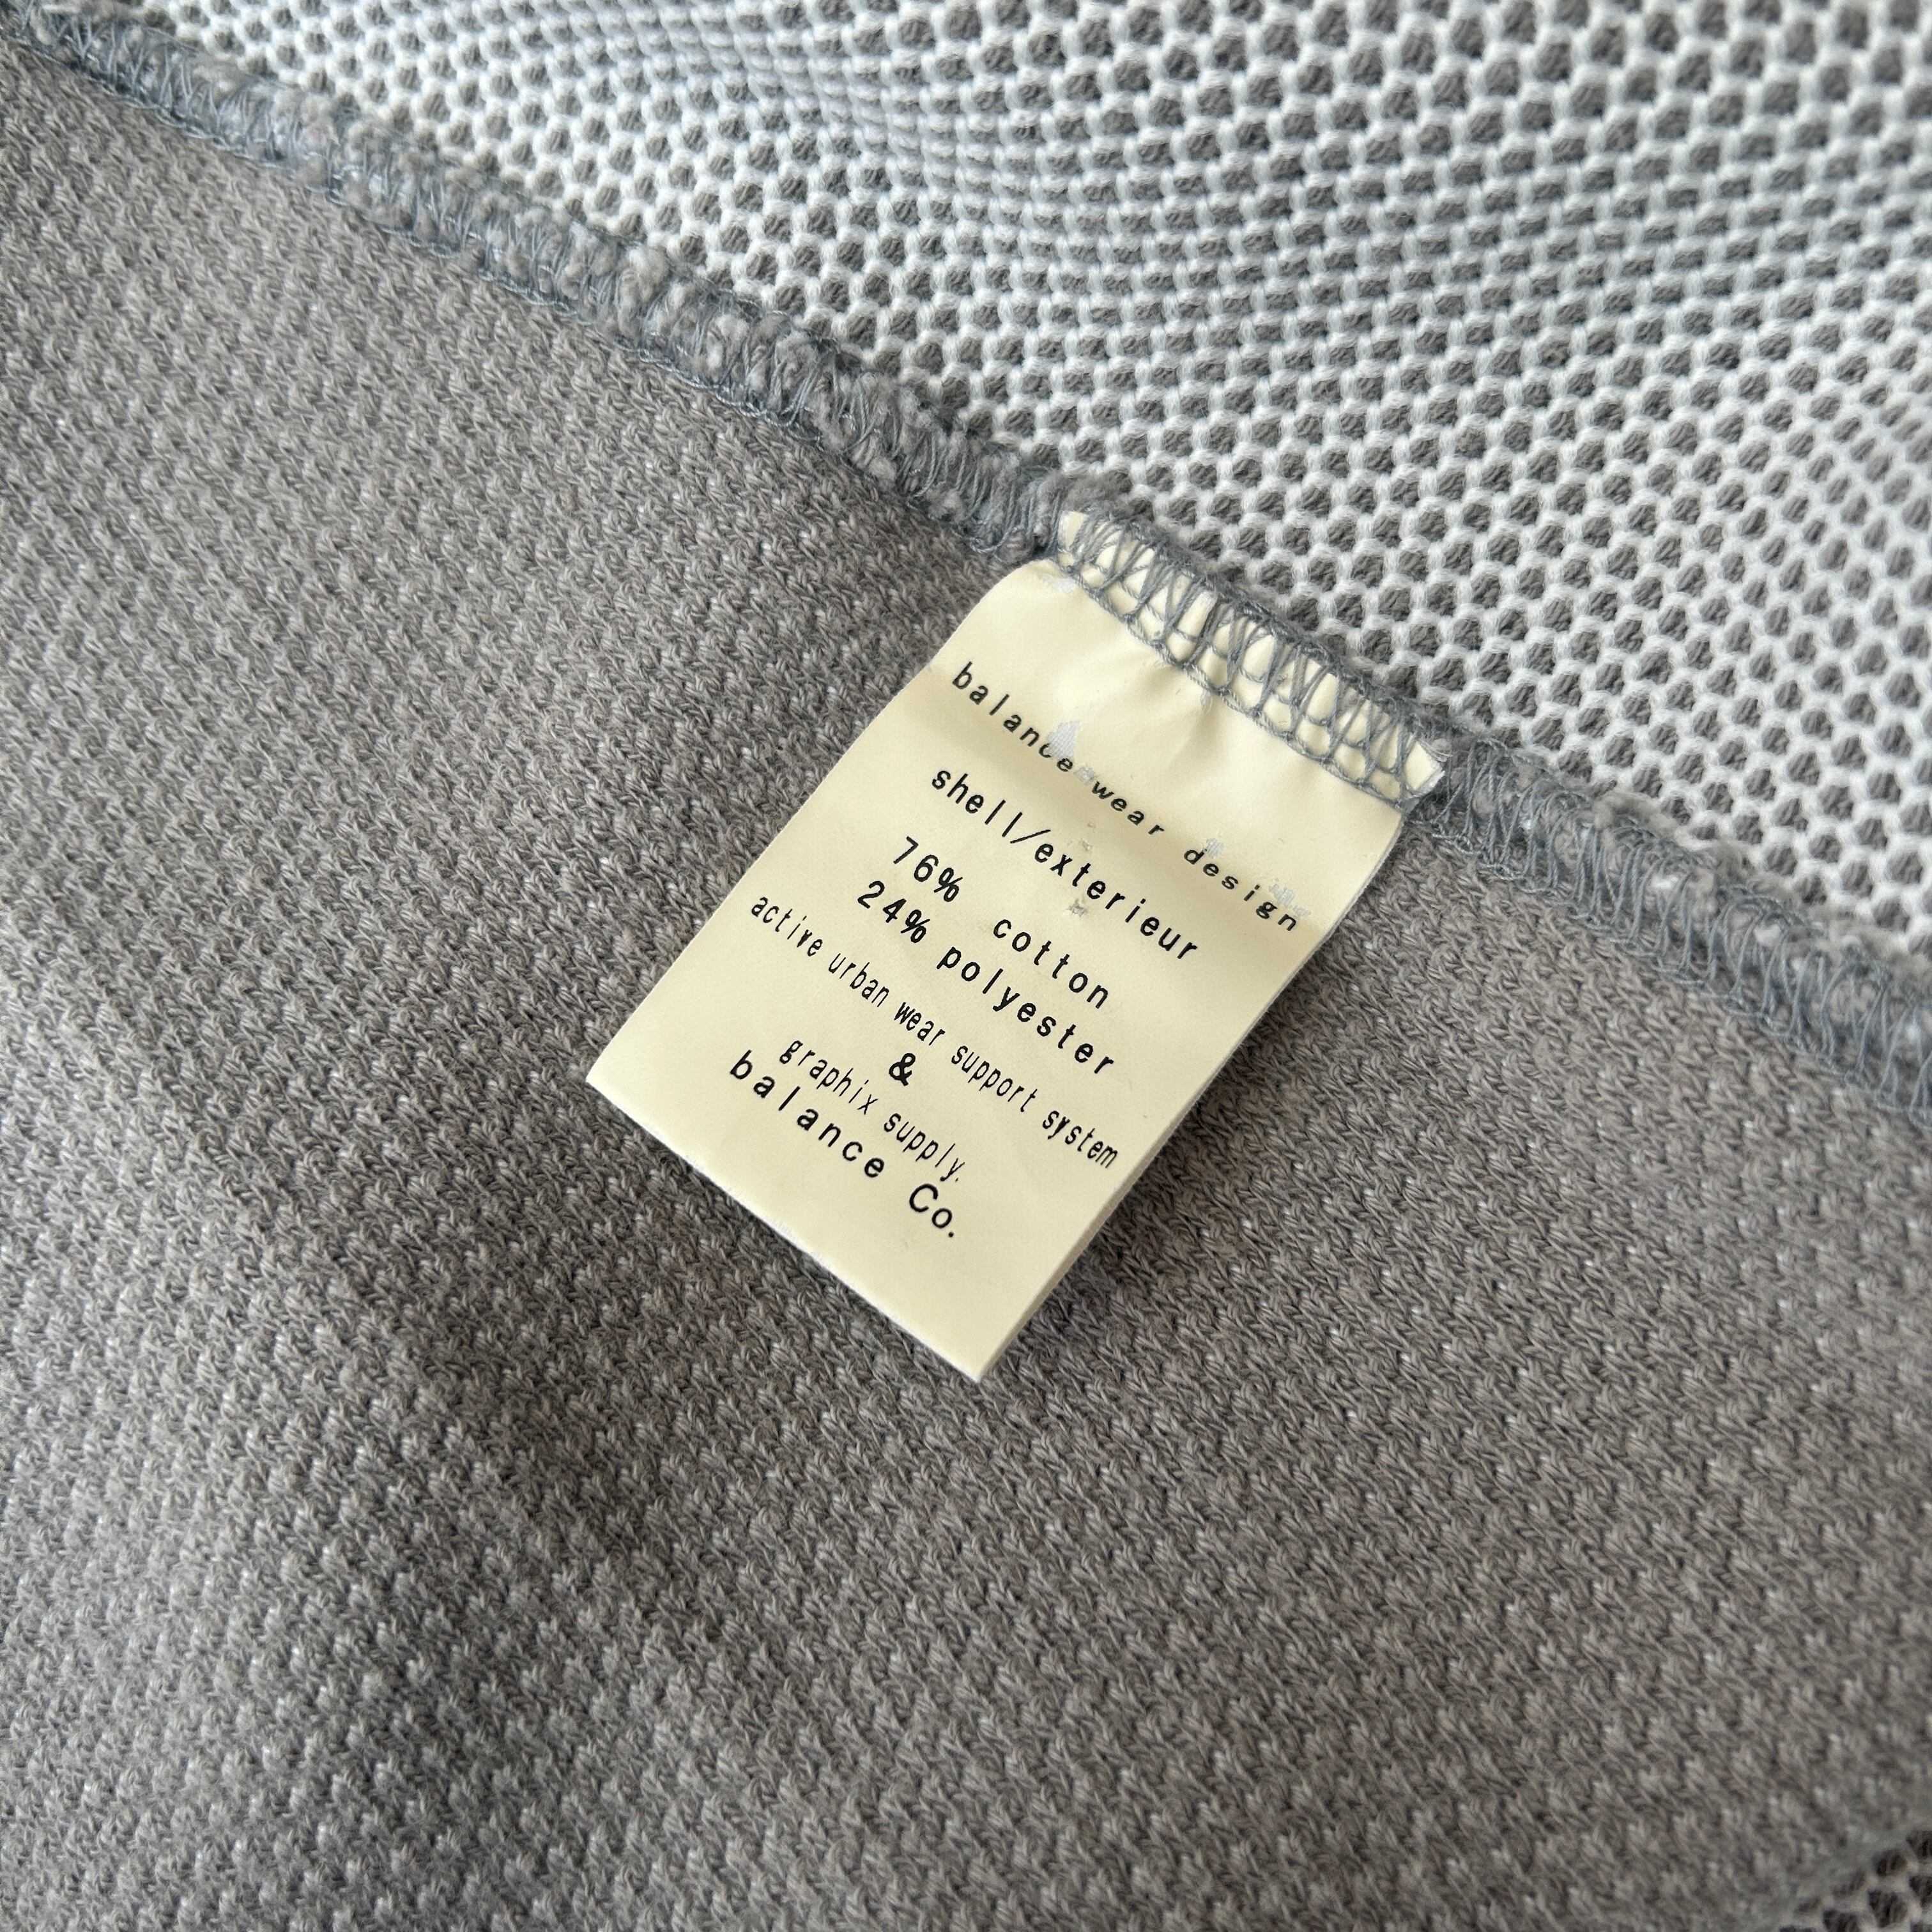 balance wear design
shell/exterieur
76% cotton
24% polyester
active urban wear support system
&
graphix supply.
balance Co.